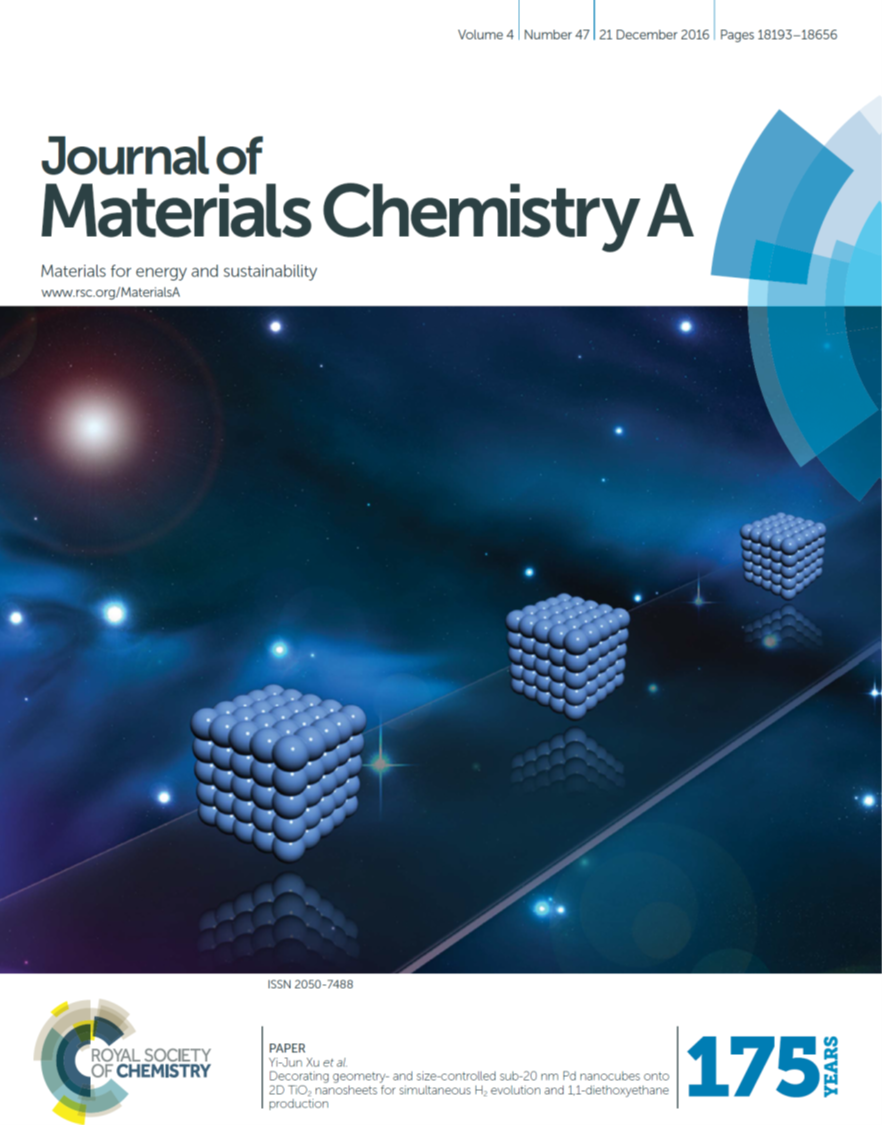 Volume 4 | Number 47 | 21 December 2016 | Pages 18193–18656
Journal of
Materials Chemistry A
Materials for energy and sustainability
www.rsc.org/MaterialsA
ISSN 2050-7488
ROYAL SOCIETY
OF CHEMISTRY
PAPER
Yi-Jun Xu et al.
Decorating geometry- and size-controlled sub-20 nm Pd nanocubes onto
2D TiO₂ nanosheets for simultaneous H₂ evolution and 1,1-diethoxyethane
production
175
YEARS